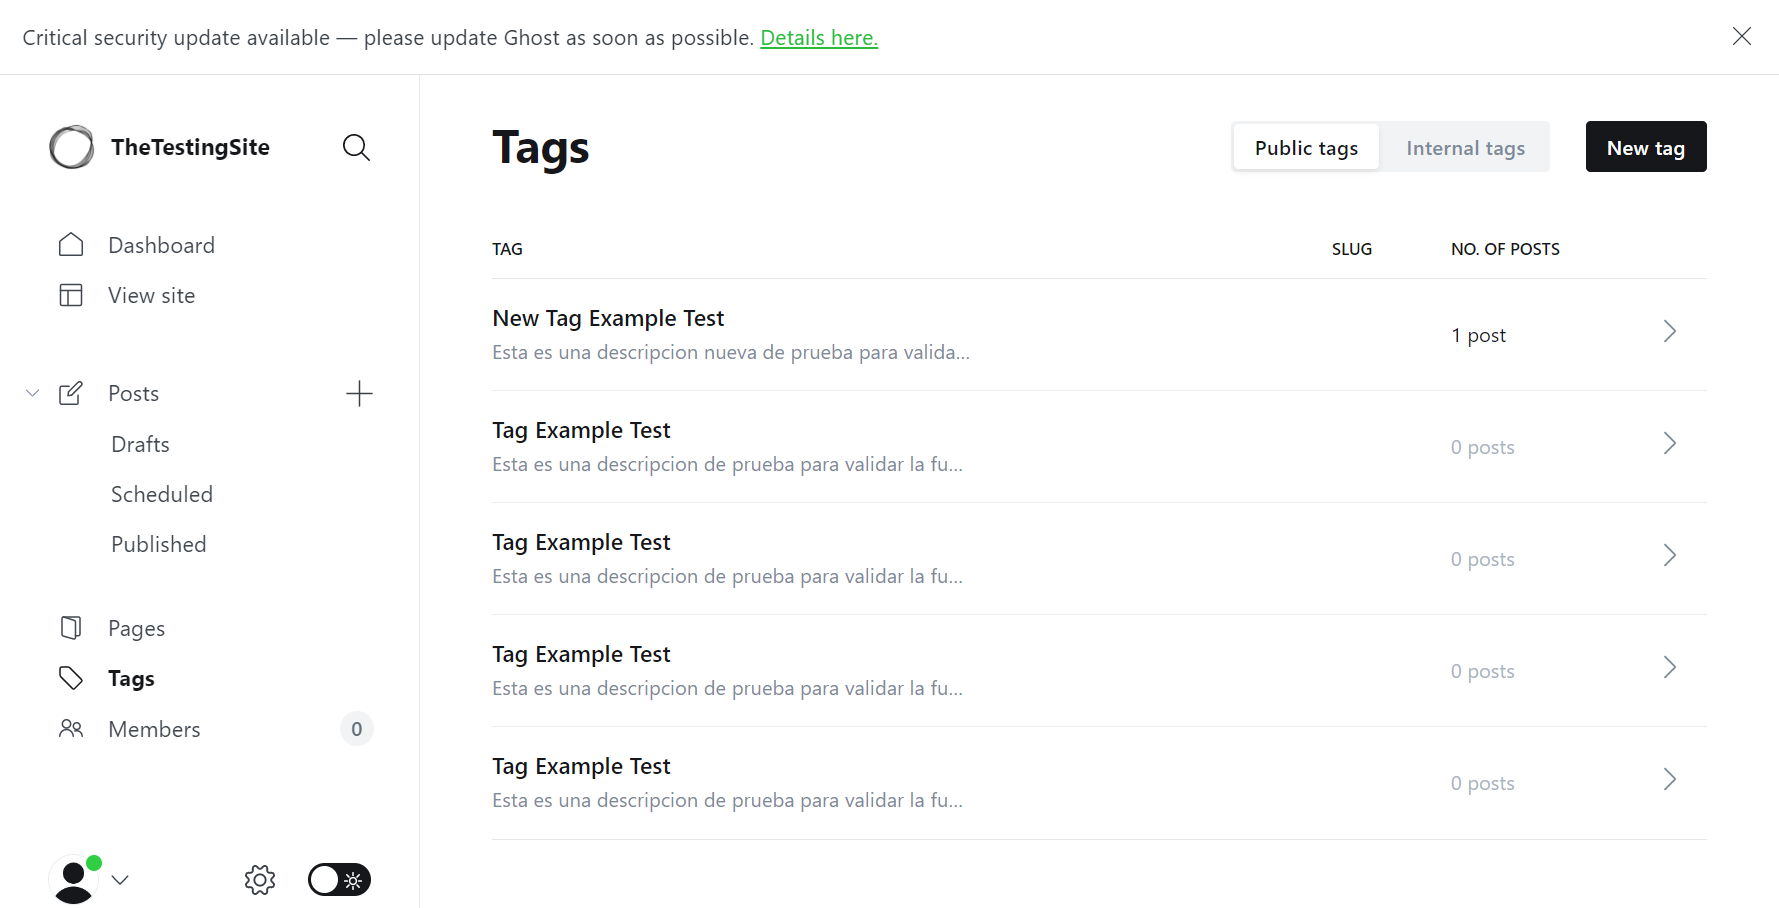 Critical security update available — please update Ghost as soon as possible. Details here.
TheTestingSite
Dashboard
View site
Posts
Drafts
Scheduled
Published
Pages
Tags
Members 0
Tags
Public tags Internal tags New tag
TAG SLUG NO. OF POSTS
New Tag Example Test
Esta es una descripcion nueva de prueba para valida...
1 post
Tag Example Test
Esta es una descripcion de prueba para validar la fu...
0 posts
Tag Example Test
Esta es una descripcion de prueba para validar la fu...
0 posts
Tag Example Test
Esta es una descripcion de prueba para validar la fu...
0 posts
Tag Example Test
Esta es una descripcion de prueba para validar la fu...
0 posts